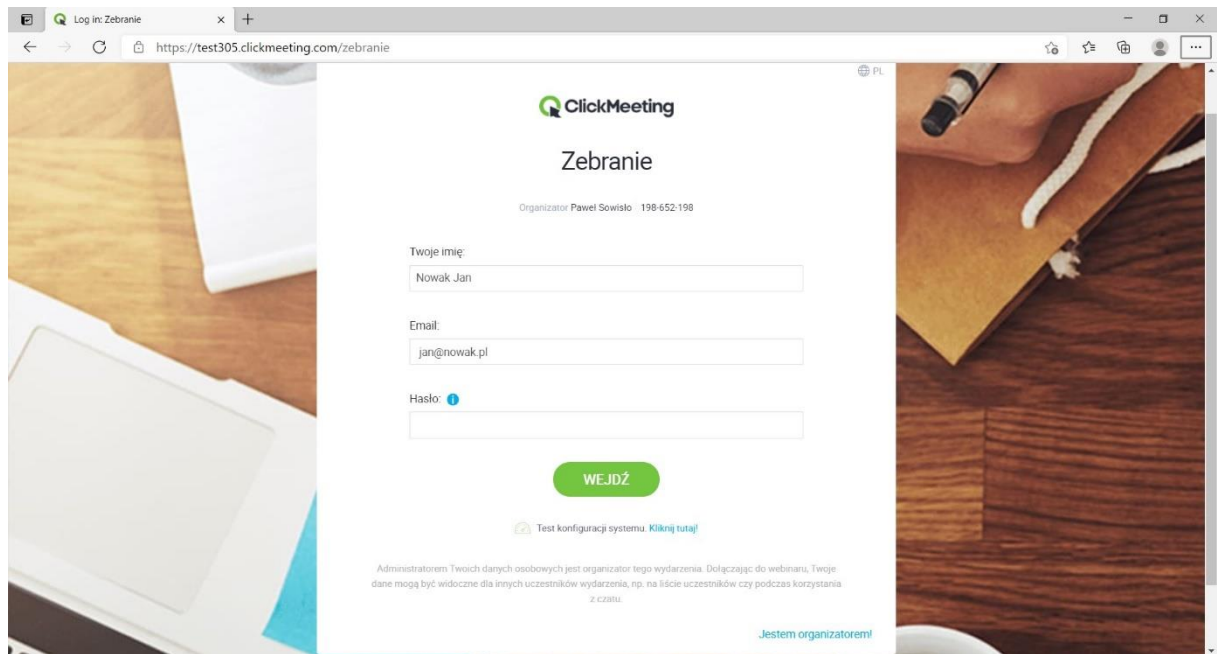 Log in: Zebranie
https://test305.clickmeeting.com/zebranie
PL
ClickMeeting
Zebranie
Organizator Paweł Sowisło 198-652-198
Twoje imię:
Nowak Jan
Email:
jan@nowak.pl
Hasło:
WEJDŹ
Test konfiguracji systemu. Kliknij tutaj!
Administratorem Twoich danych osobowych jest organizator tego wydarzenia. Dołączając do webinaru, Twoje
dane mogą być widoczne dla innych uczestników wydarzenia, np. na liście uczestników czy podczas korzystania
z czatu.
Jestem organizatorem!